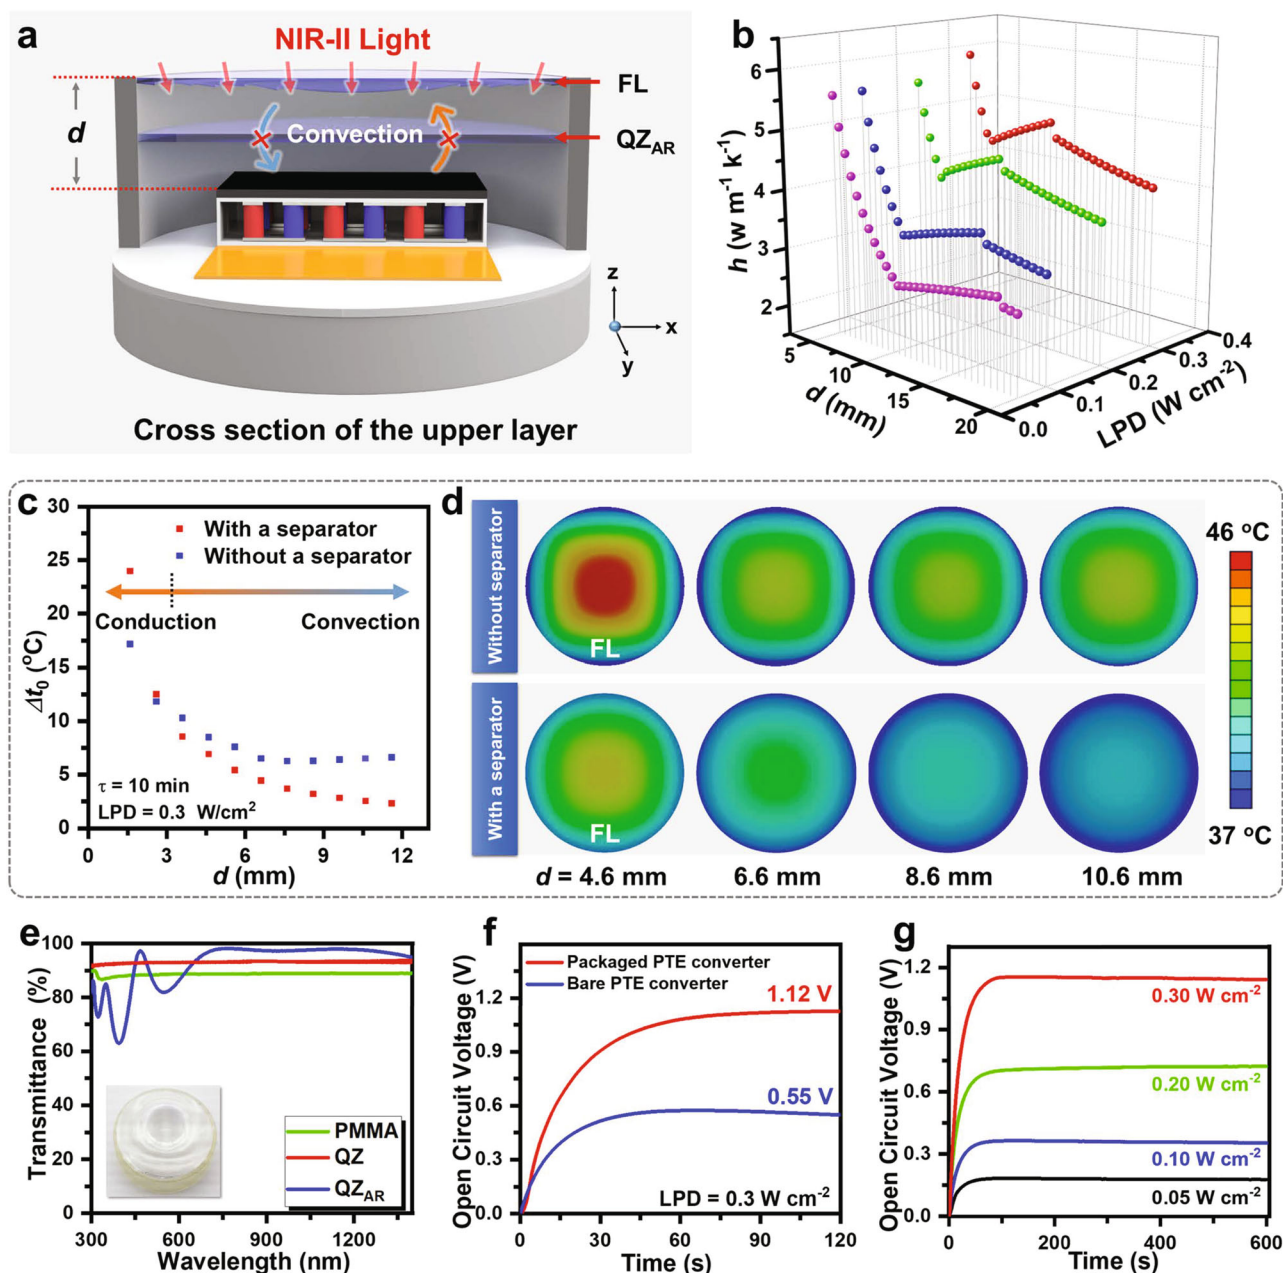 a
NIR-II Light
FL
d
Convection
QZAR
z
x
y
Cross section of the upper layer
b
h (w m⁻¹ k⁻¹)
6
5
4
3
2
5
10
15
20
d (mm)
0.0
0.1
0.2
0.3
0.4
LPD (W cm⁻²)
c
30
25
20
15
10
5
0
Δt₀ (ºC)
With a separator
Without a separator
Conduction
Convection
τ = 10 min
LPD = 0.3 W/cm²
0 3 6 9 12
d (mm)
d
Without separator
FL
With a separator
FL
d = 4.6 mm 6.6 mm 8.6 mm 10.6 mm
46 ºC
37 ºC
e
Transmittance (%)
100
80
60
40
20
0
PMMA
QZ
QZAR
300 600 900 1200
Wavelength (nm)
f
Open Circuit Voltage (V)
1.2
0.9
0.6
0.3
0.0
Packaged PTE converter
Bare PTE converter
1.12 V
0.55 V
LPD = 0.3 W cm⁻²
0 30 60 90 120
Time (s)
g
Open Circuit Voltage (V)
1.2
0.9
0.6
0.3
0.0
0.30 W cm⁻²
0.20 W cm⁻²
0.10 W cm⁻²
0.05 W cm⁻²
0 200 400 600
Time (s)